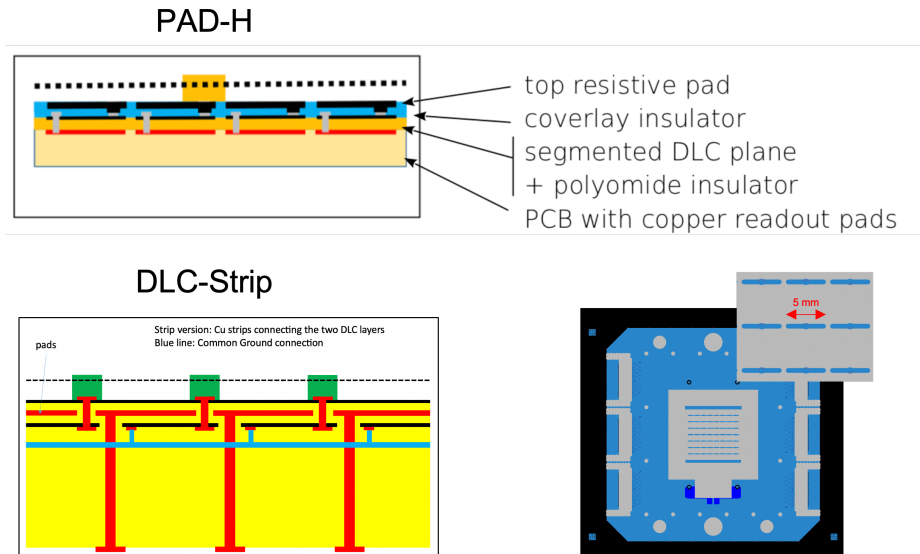 PAD-H
top resistive pad
coverlay insulator
segmented DLC plane
+ polyomide insulator
PCB with copper readout pads
DLC-Strip
Strip version: Cu strips connecting the two DLC layers
Blue line: Common Ground connection
pads
5 mm